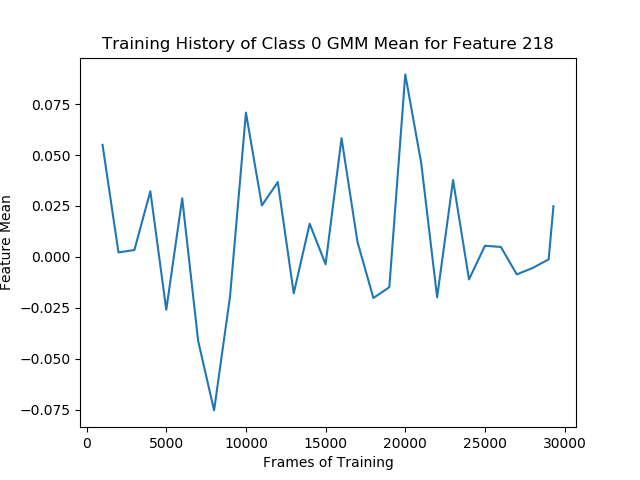 Training History of Class 0 GMM Mean for Feature 218
0.075
0.050
0.025
0.000
−0.025
−0.050
−0.075
Feature Mean
0 5000 10000 15000 20000 25000 30000
Frames of Training